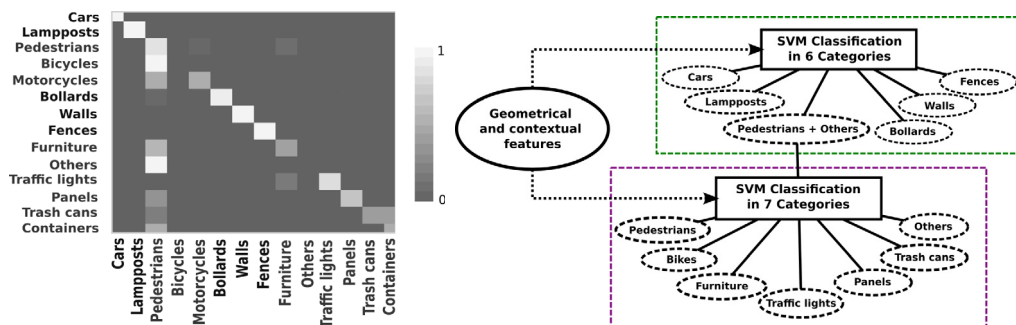 Cars
Lampposts
Pedestrians
Bicycles
Motorcycles
Bollards
Walls
Fences
Furniture
Others
Traffic lights
Panels
Trash cans
Containers
Cars
Lampposts
Pedestrians
Bicycles
Motorcycles
Bollards
Walls
Fences
Furniture
Others
Traffic lights
Panels
Trash cans
Containers
1
0
Geometrical
and contextual
features
SVM Classification
in 6 Categories
Cars
Lampposts
Pedestrians + Others
Bollards
Walls
Fences
SVM Classification
in 7 Categories
Pedestrians
Bikes
Furniture
Traffic lights
Panels
Trash cans
Others